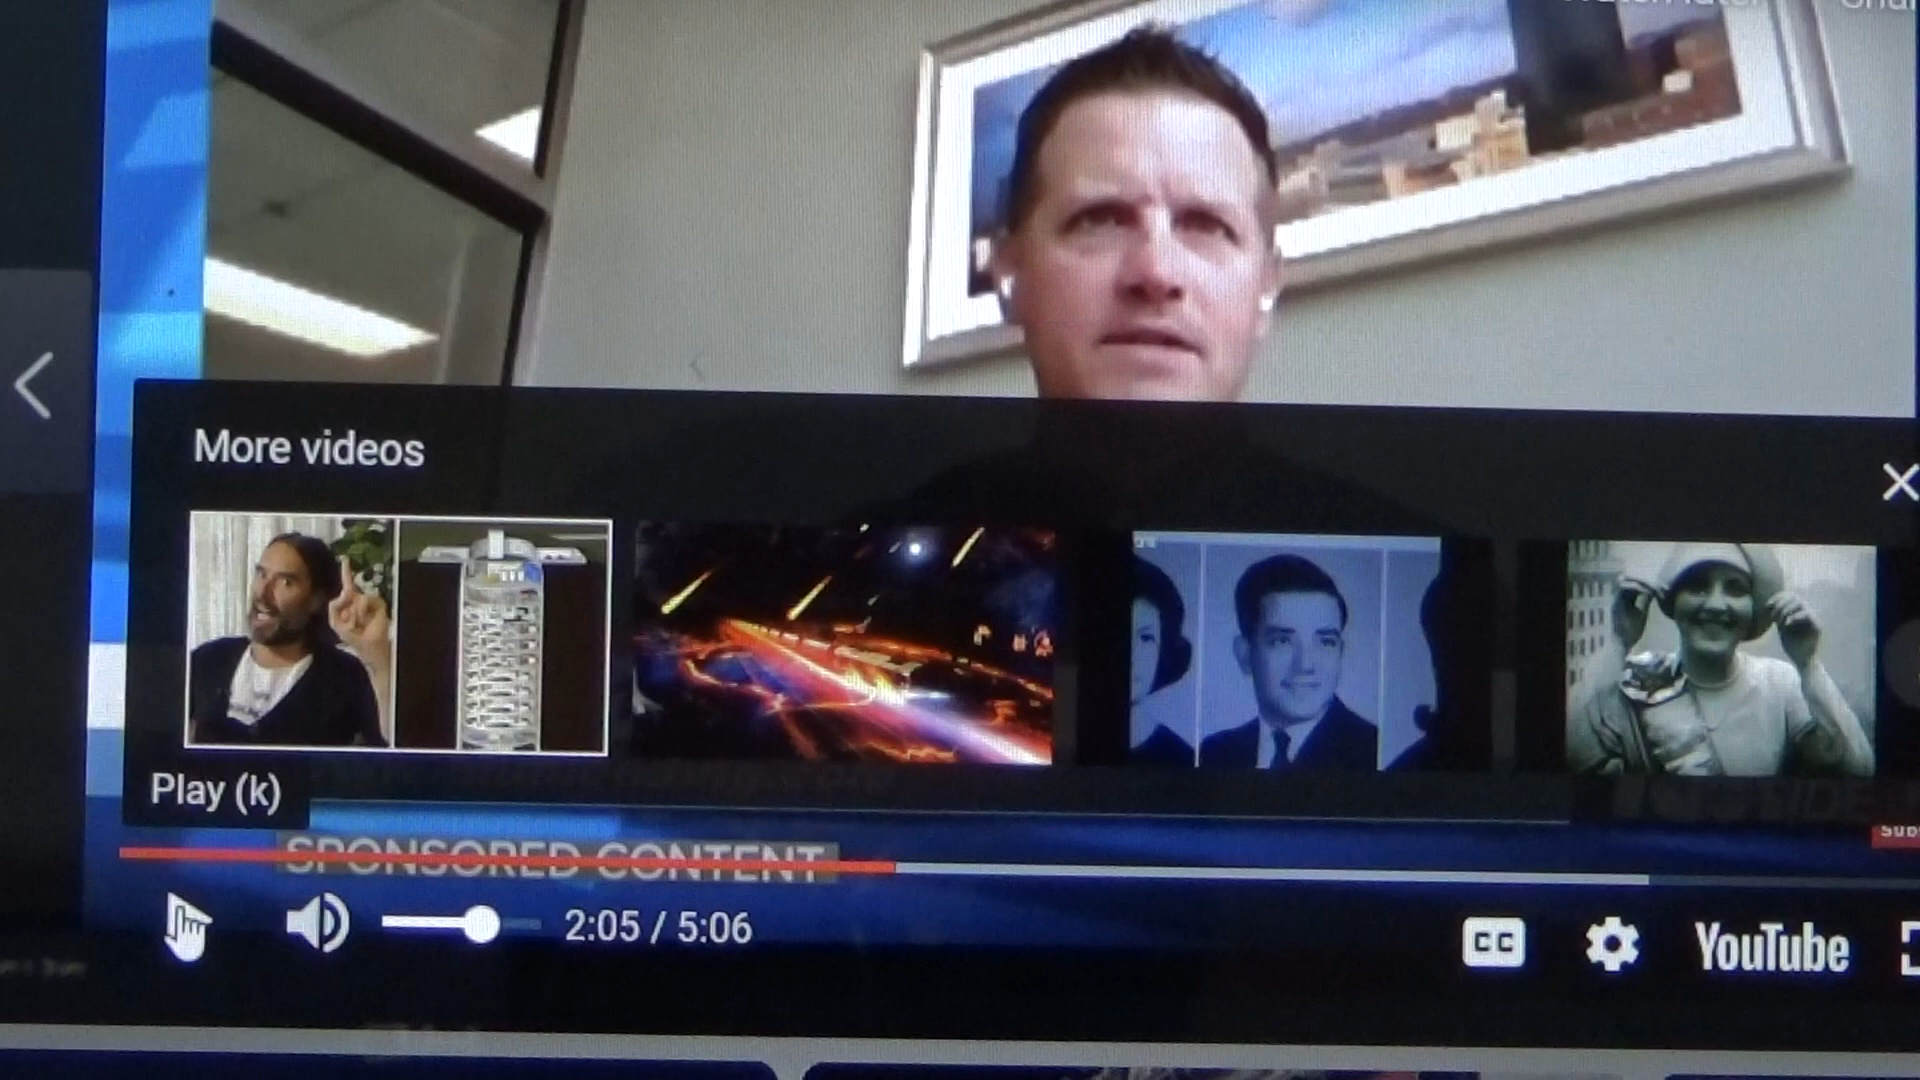 More videos
Play (k)
SPONSORED CONTENT
2:05 / 5:06
CC
YouTube